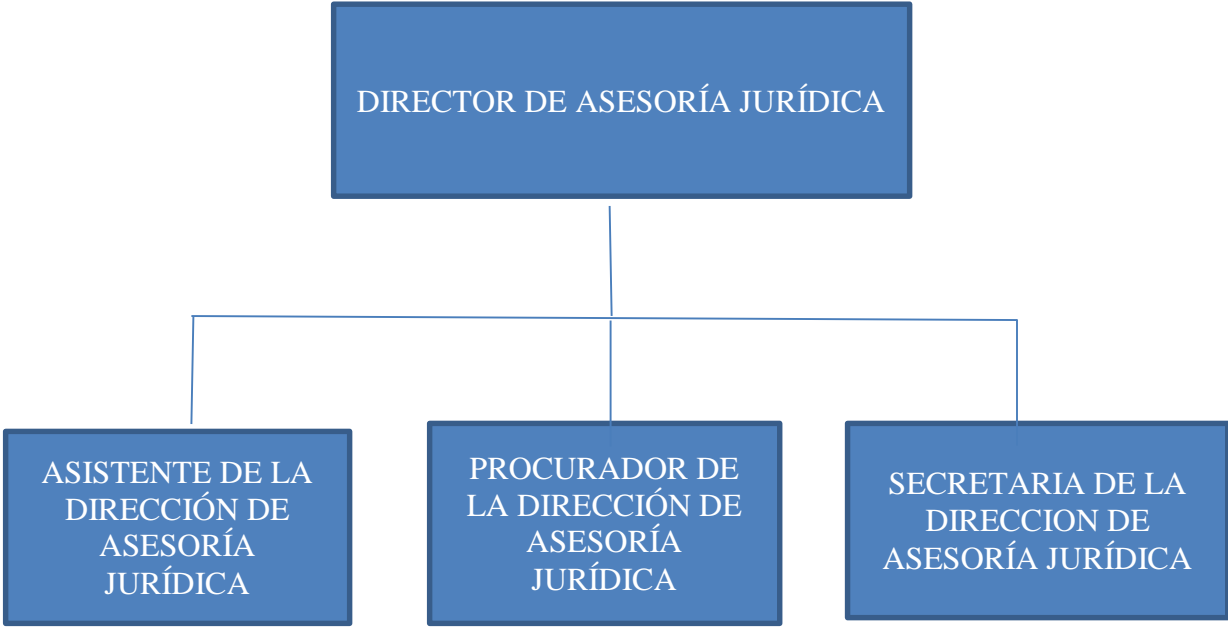 DIRECTOR DE ASESORÍA JURÍDICA
ASISTENTE DE LA
DIRECCIÓN DE
ASESORÍA
JURÍDICA
PROCURADOR DE
LA DIRECCIÓN DE
ASESORÍA
JURÍDICA
SECRETARIA DE LA
DIRECCION DE
ASESORÍA JURÍDICA